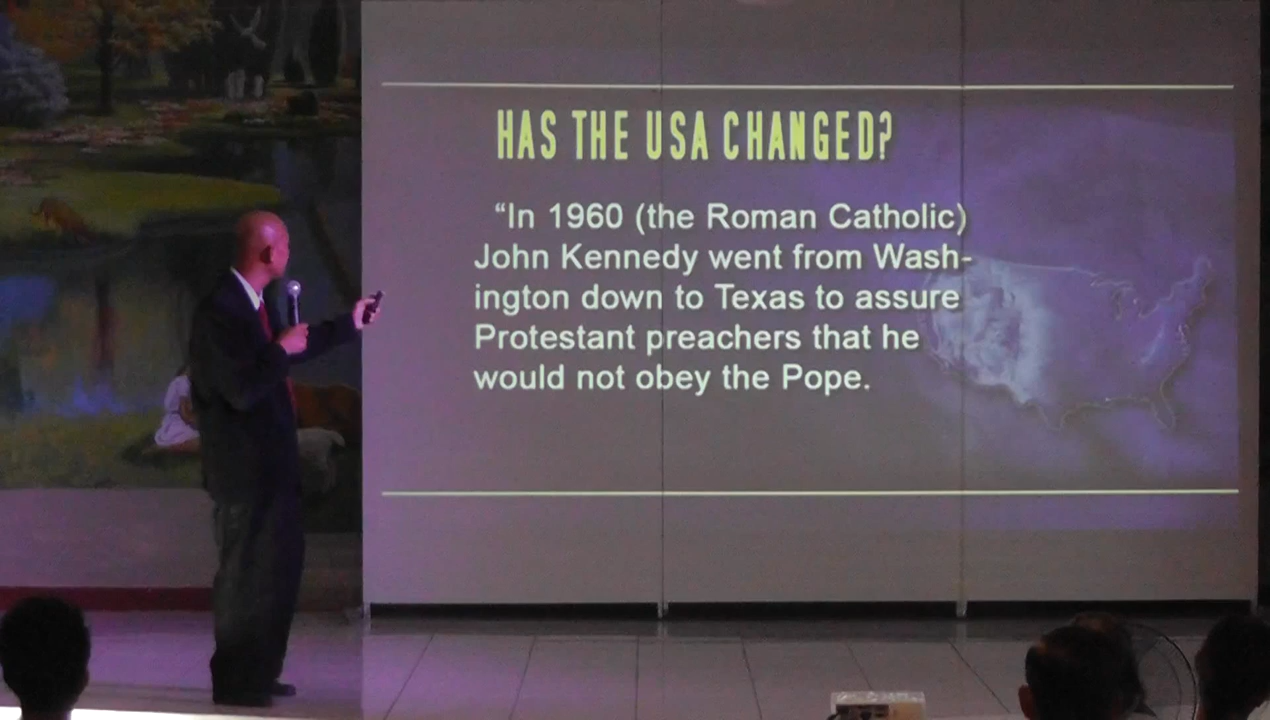 HAS THE USA CHANGED?
“In 1960 (the Roman Catholic)
John Kennedy went from Wash-
ington down to Texas to assure
Protestant preachers that he
would not obey the Pope.